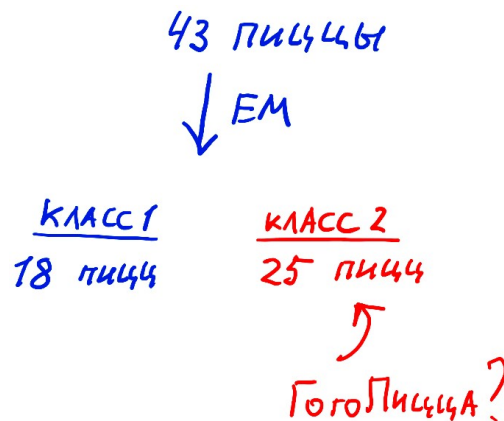 43 ПИЦЦЫ
ЕМ
КЛАСС 1
18 ПИЦЦ
КЛАСС 2
25 ПИЦЦ
ГогоПиццА?